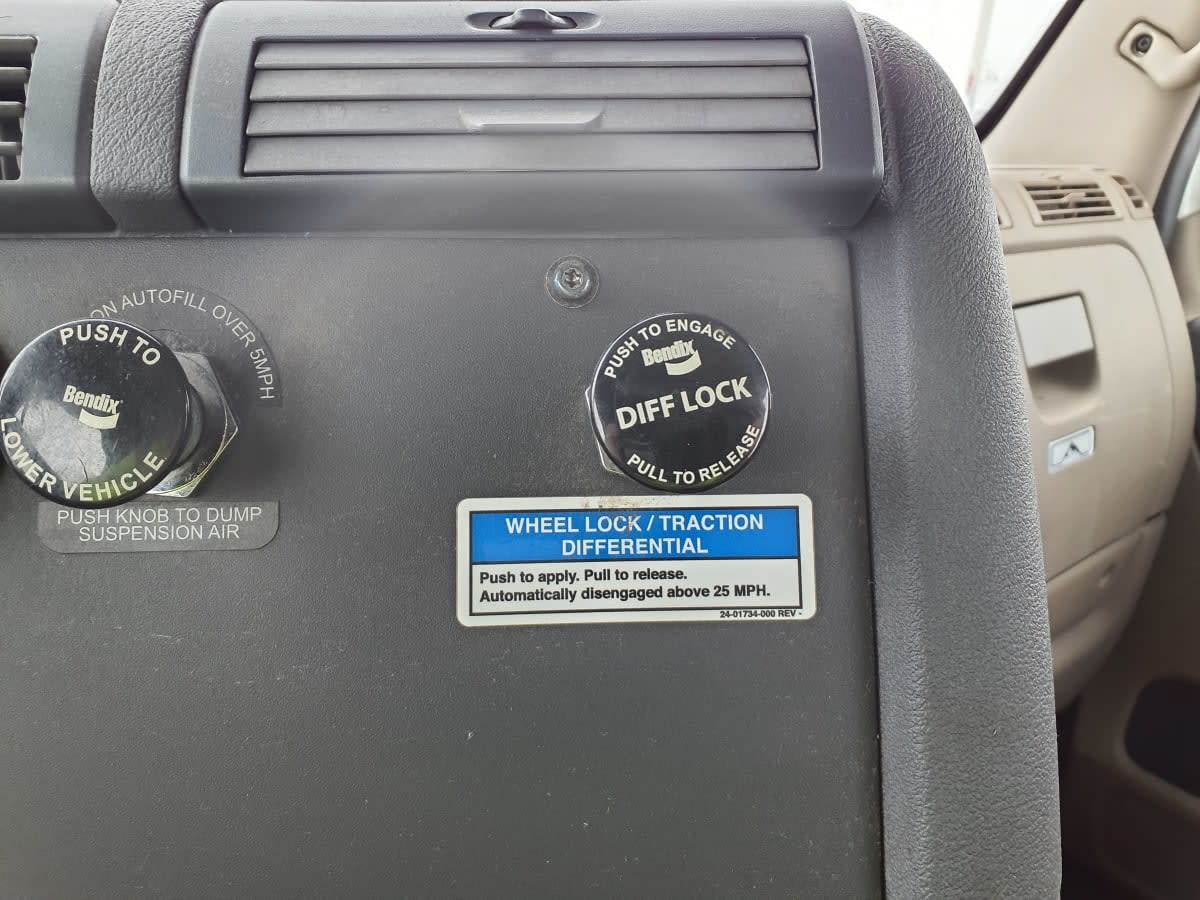 ON AUTOFILL OVER 5MPH
PUSH TO
Bendix
LOWER VEHICLE
PUSH KNOB TO DUMP
SUSPENSION AIR
PUSH TO ENGAGE
Bendix
DIFF LOCK
PULL TO RELEASE
WHEEL LOCK / TRACTION
DIFFERENTIAL
Push to apply. Pull to release.
Automatically disengaged above 25 MPH.
24-01734-000 REV -